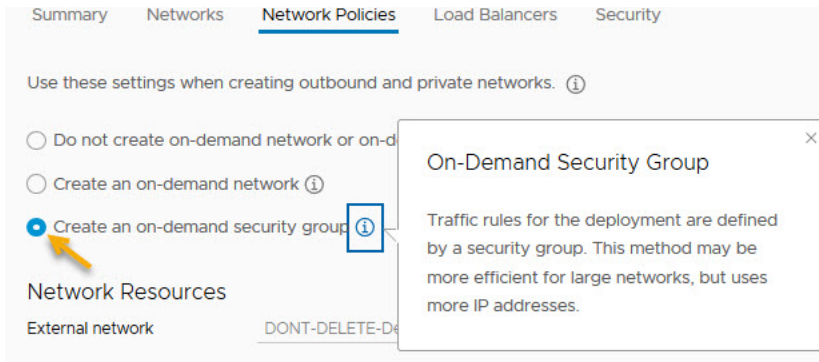 Summary Networks Network Policies Load Balancers Security
Use these settings when creating outbound and private networks.
Do not create on-demand network or on-d
On-Demand Security Group
Create an on-demand network
Traffic rules for the deployment are defined
by a security group. This method may be
more efficient for large networks, but uses
more IP addresses.
Create an on-demand security group
Network Resources
External network DONT-DELETE-De